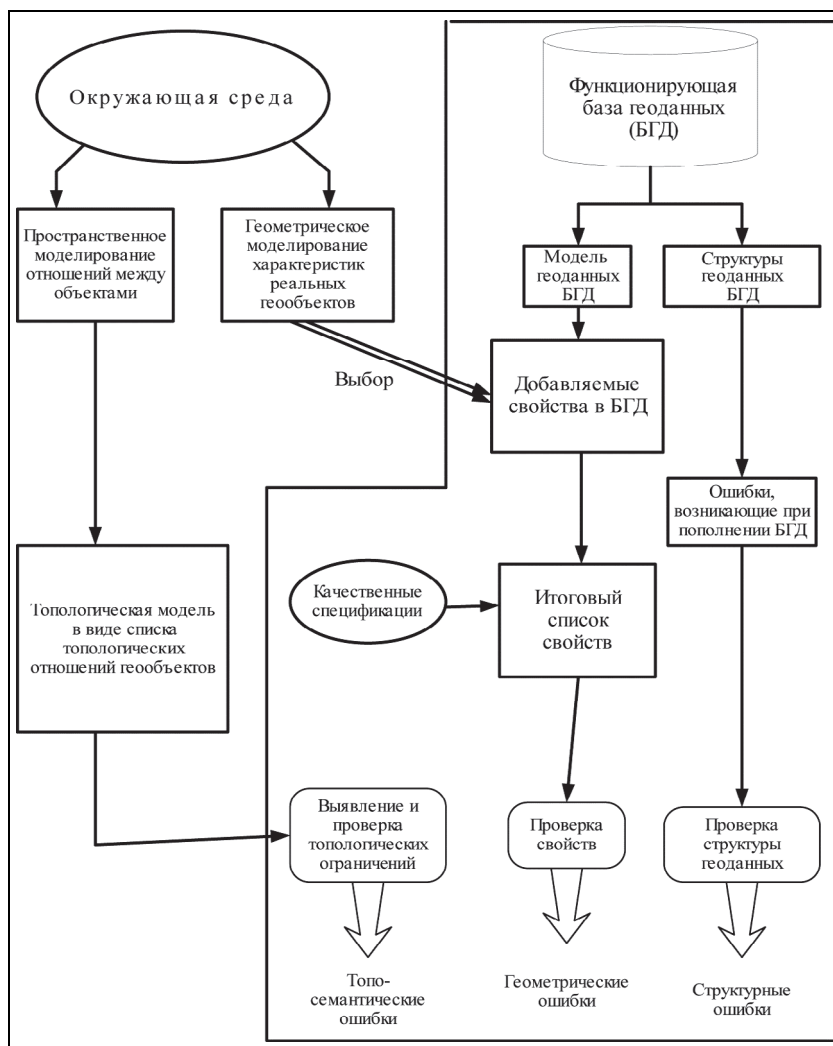 Окружающая среда
Функционирующая
база геоданных
(БГД)
Пространственное
моделирование
отношений между
объектами
Геометрическое
моделирование
характеристик
реальных
геообъектов
Модель
геоданных
БГД
Структуры
геоданных
БГД
Выбор
Добавляемые
свойства в БГД
Ошибки,
возникающие при
пополнении БГД
Топологическая модель
в виде списка
топологических
отношений геообъектов
Качественные
спецификации
Итоговый
список
свойств
Выявление и
проверка
топологических
ограничений
Проверка
свойств
Проверка
структуры
геоданных
Топо-
семантические
ошибки
Геометрические
ошибки
Структурные
ошибки